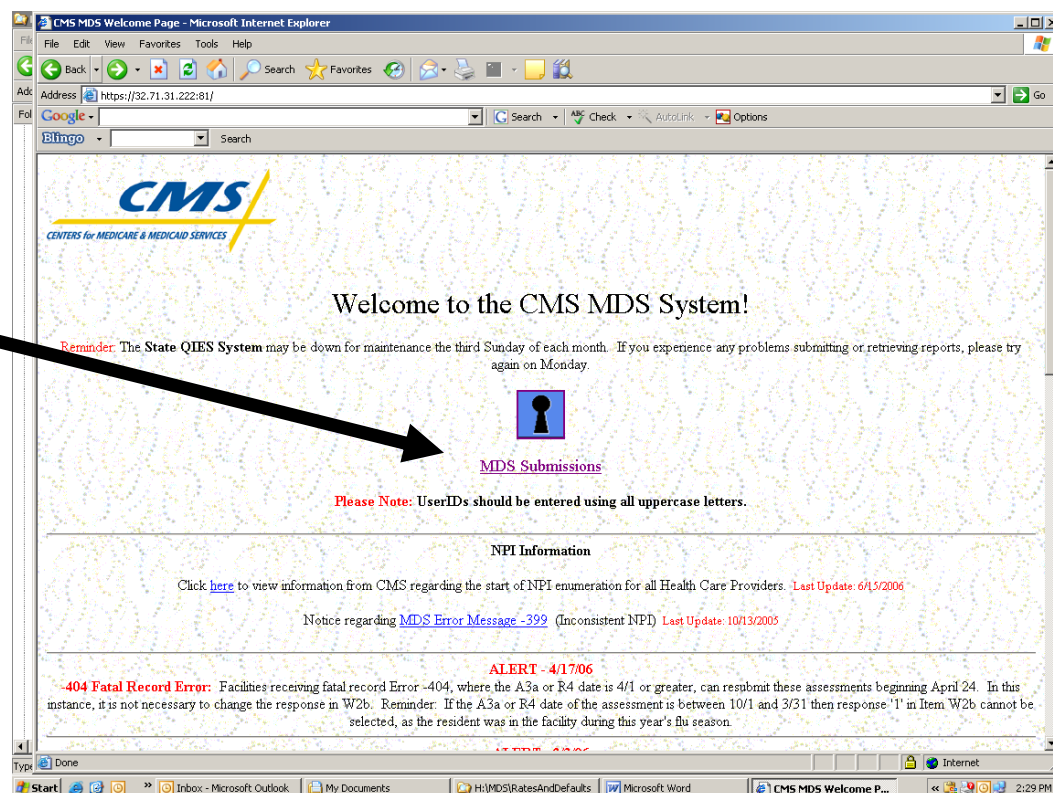 CMS MDS Welcome Page - Microsoft Internet Explorer
File Edit View Favorites Tools Help
Back Search Favorites
Address https://32.71.31.222:81/ Go
Google Search Check AutoLink Options
Blingo Search
CMS
CENTERS for MEDICARE & MEDICAID SERVICES
Welcome to the CMS MDS System!
Reminder: The State QIES System may be down for maintenance the third Sunday of each month. If you experience any problems submitting or retrieving reports, please try
again on Monday.
MDS Submissions
Please Note: UserIDs should be entered using all uppercase letters.
NPI Information
Click here to view information from CMS regarding the start of NPI enumeration for all Health Care Providers. Last Update: 6/15/2006
Notice regarding MDS Error Message -399 (Inconsistent NPI) Last Update: 10/13/2005
ALERT - 4/17/06
-404 Fatal Record Error: Facilities receiving fatal record Error -404, where the A3a or R4 date is 4/1 or greater, can resubmit these assessments beginning April 24. In this
instance, it is not necessary to change the response in W2b. Reminder: If the A3a or R4 date of the assessment is between 10/1 and 3/31 then response '1' in Item W2b cannot be
selected, as the resident was in the facility during this year's flu season.
Done Internet
Start » Inbox - Microsoft Outlook My Documents H:\MDS\RatesAndDefaults Microsoft Word CMS MDS Welcome P... « 2:29 PM